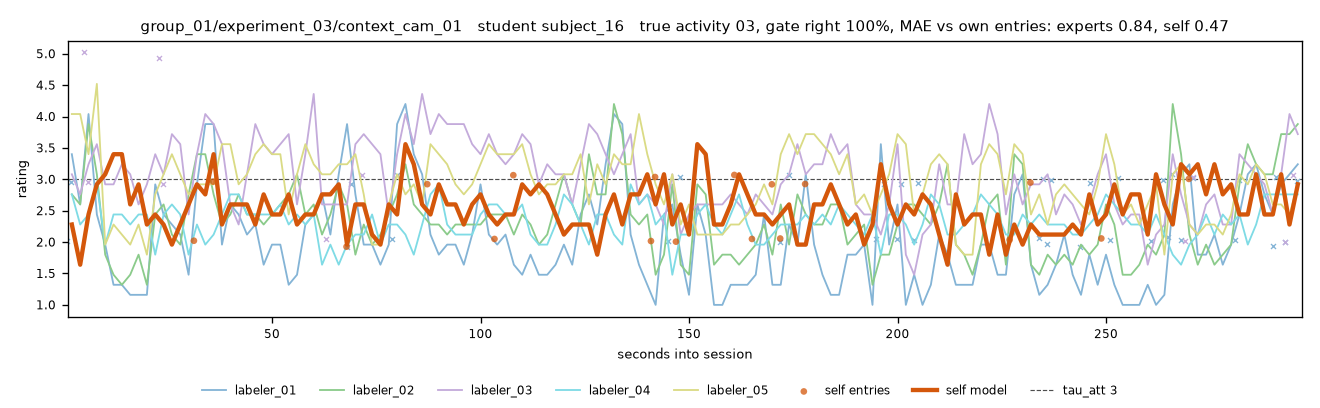 group_01/experiment_03/context_cam_01   student subject_16   true activity 03, gate right 100%, MAE vs own entries: experts 0.84, self 0.47
5.0
4.5
4.0
3.5
3.0
2.5
2.0
1.5
1.0
rating
50
100
150
200
250
seconds into session
labeler_01
labeler_02
labeler_03
labeler_04
labeler_05
self entries
self model
tau_att 3